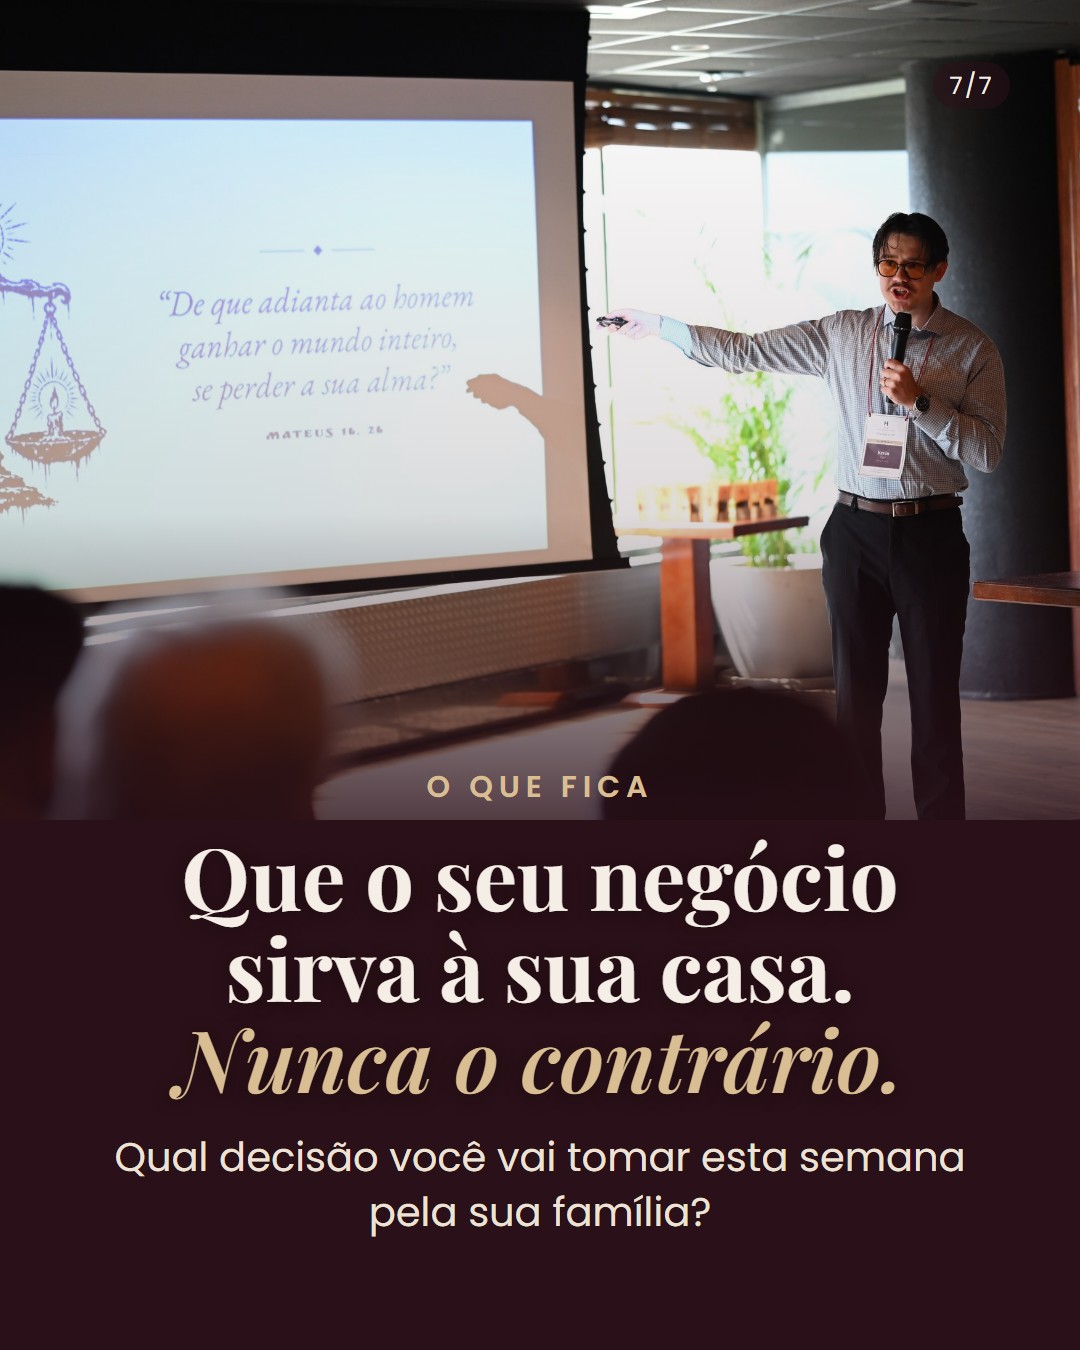 7/7
“De que adianta ao homem
ganhar o mundo inteiro,
se perder a sua alma?”
MATEUS 16. 26
O QUE FICA
Que o seu negócio
sirva à sua casa.
Nunca o contrário.
Qual decisão você vai tomar esta semana
pela sua família?